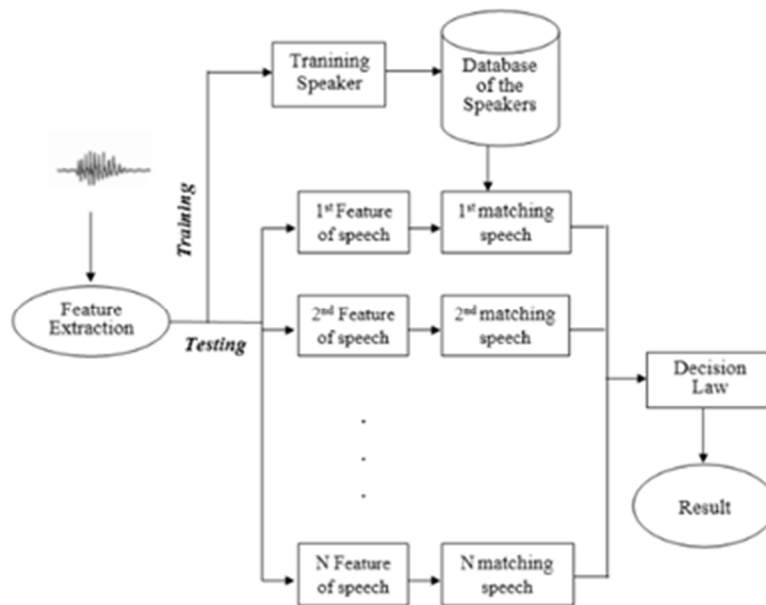 Tranining
Speaker
Database
of the
Speakers
Training
1st Feature
of speech
1st matching
speech
Feature
Extraction
Testing
2nd Feature
of speech
2nd matching
speech
Decision
Law
Result
N Feature
of speech
N matching
speech